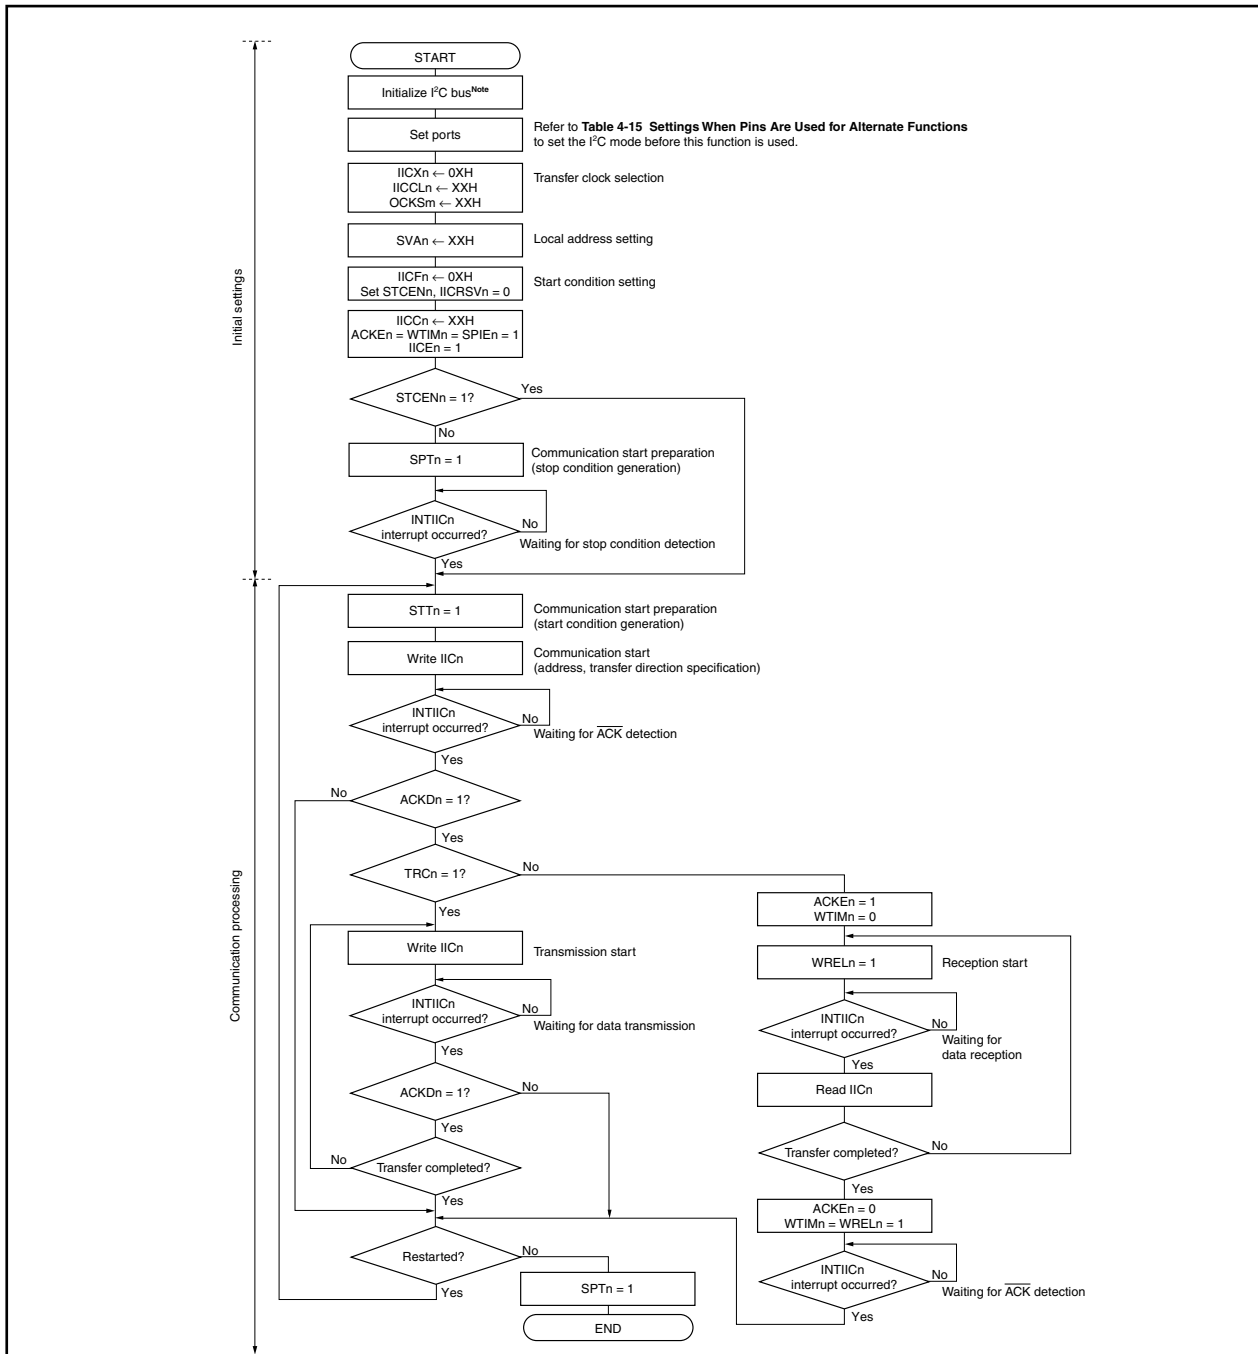 START
Initialize I²C bus Note
Set ports
Refer to Table 4-15 Settings When Pins Are Used for Alternate Functions
to set the I²C mode before this function is used.
IICXn ← 0XH
IICCLn ← XXH
OCKSm ← XXH
Transfer clock selection
SVAn ← XXH
Local address setting
IICFn ← 0XH
Set STCENn, IICRSVn = 0
Start condition setting
Initial settings
IICCn ← XXH
ACKEn = WTIMn = SPIEn = 1
IICEn = 1
STCENn = 1?
Yes
No
SPTn = 1
Communication start preparation
(stop condition generation)
INTIICn
interrupt occurred?
No
Waiting for stop condition detection
Yes
STTn = 1
Communication start preparation
(start condition generation)
Write IICn
Communication start
(address, transfer direction specification)
INTIICn
interrupt occurred?
No
Waiting for A̅C̅K̅ detection
Yes
ACKDn = 1?
No
Yes
TRCn = 1?
No
Yes
Communication processing
Write IICn
Transmission start
INTIICn
interrupt occurred?
No
Waiting for data transmission
Yes
ACKDn = 1?
No
Yes
Transfer completed?
No
Yes
ACKEn = 1
WTIMn = 0
WRELn = 1
Reception start
INTIICn
interrupt occurred?
No
Waiting for
data reception
Yes
Read IICn
Transfer completed?
No
Yes
ACKEn = 0
WTIMn = WRELn = 1
INTIICn
interrupt occurred?
No
Waiting for A̅C̅K̅ detection
Yes
Restarted?
No
Yes
SPTn = 1
END